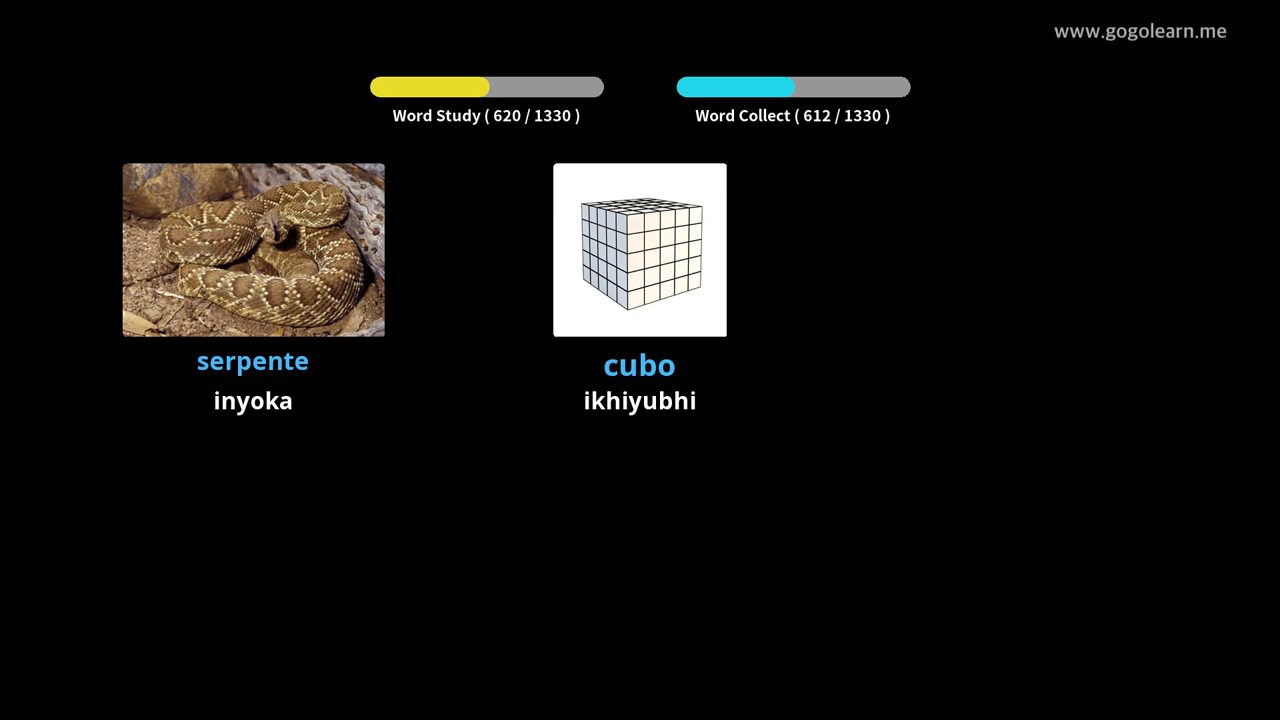 www.gogolearn.me
Word Study ( 620 / 1330 )
Word Collect ( 612 / 1330 )
serpente
inyoka
cubo
ikhiyubhi